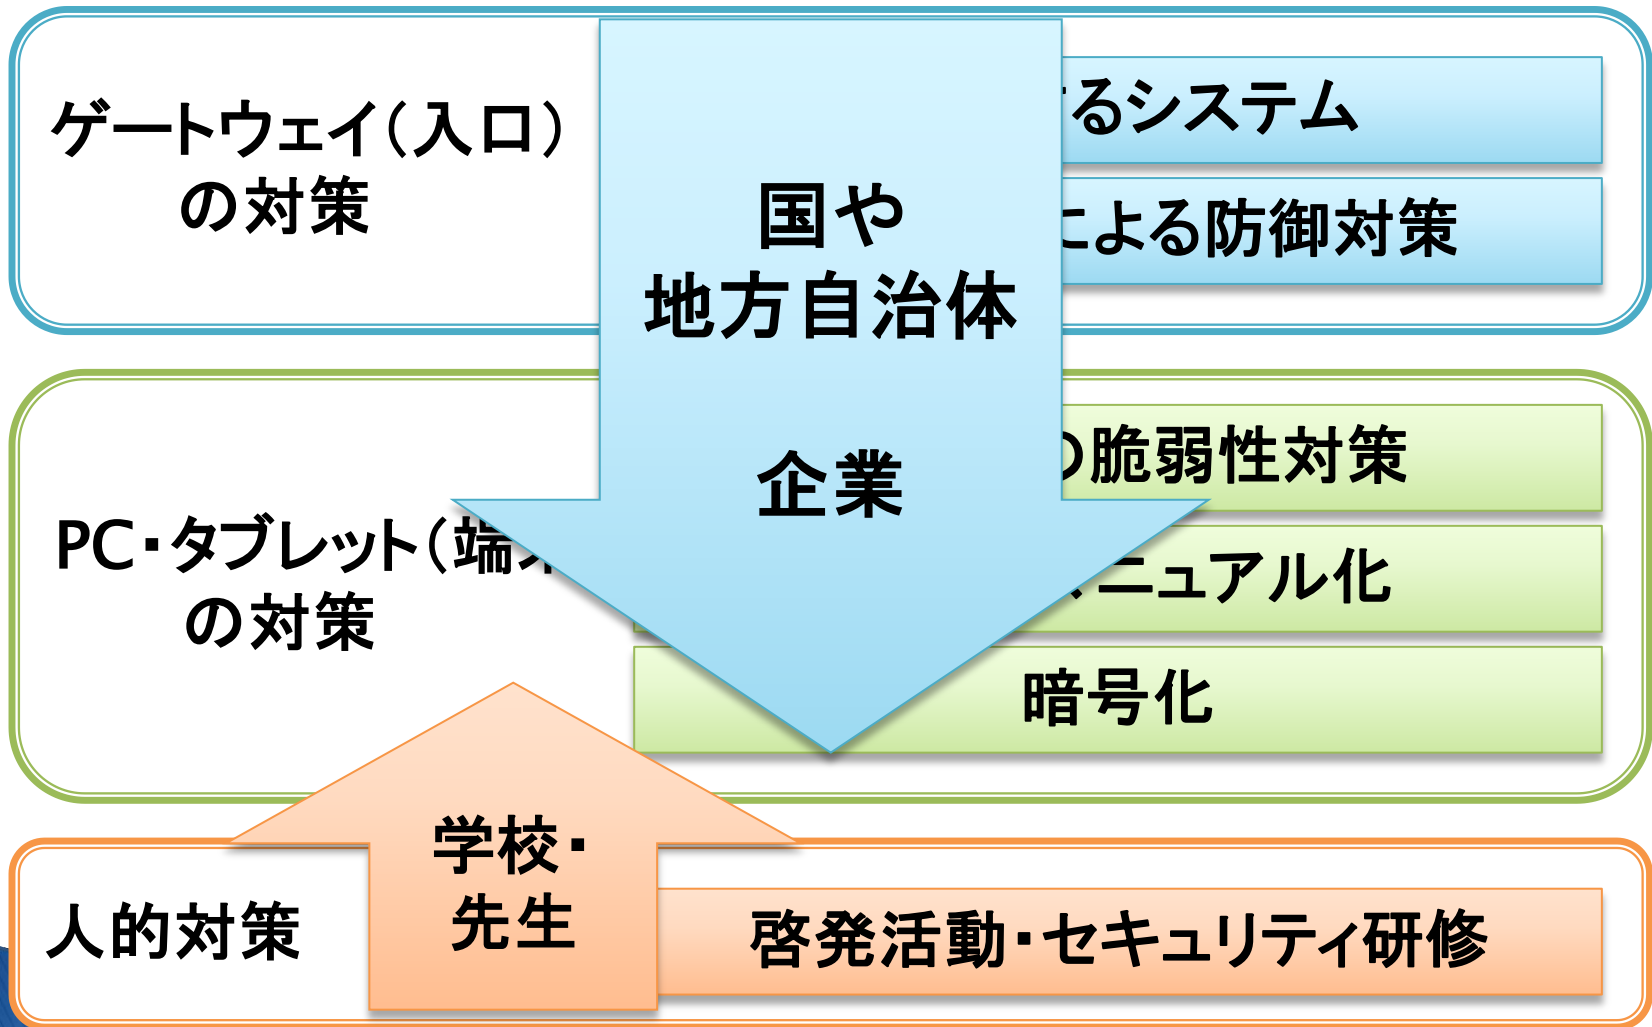 ゲートウェイ(入口)
の対策
るシステム
による防御対策
国や
地方自治体
企業
PC・タブレット(端
の対策
の脆弱性対策
ニュアル化
暗号化
学校・
先生
人的対策
啓発活動・セキュリティ研修